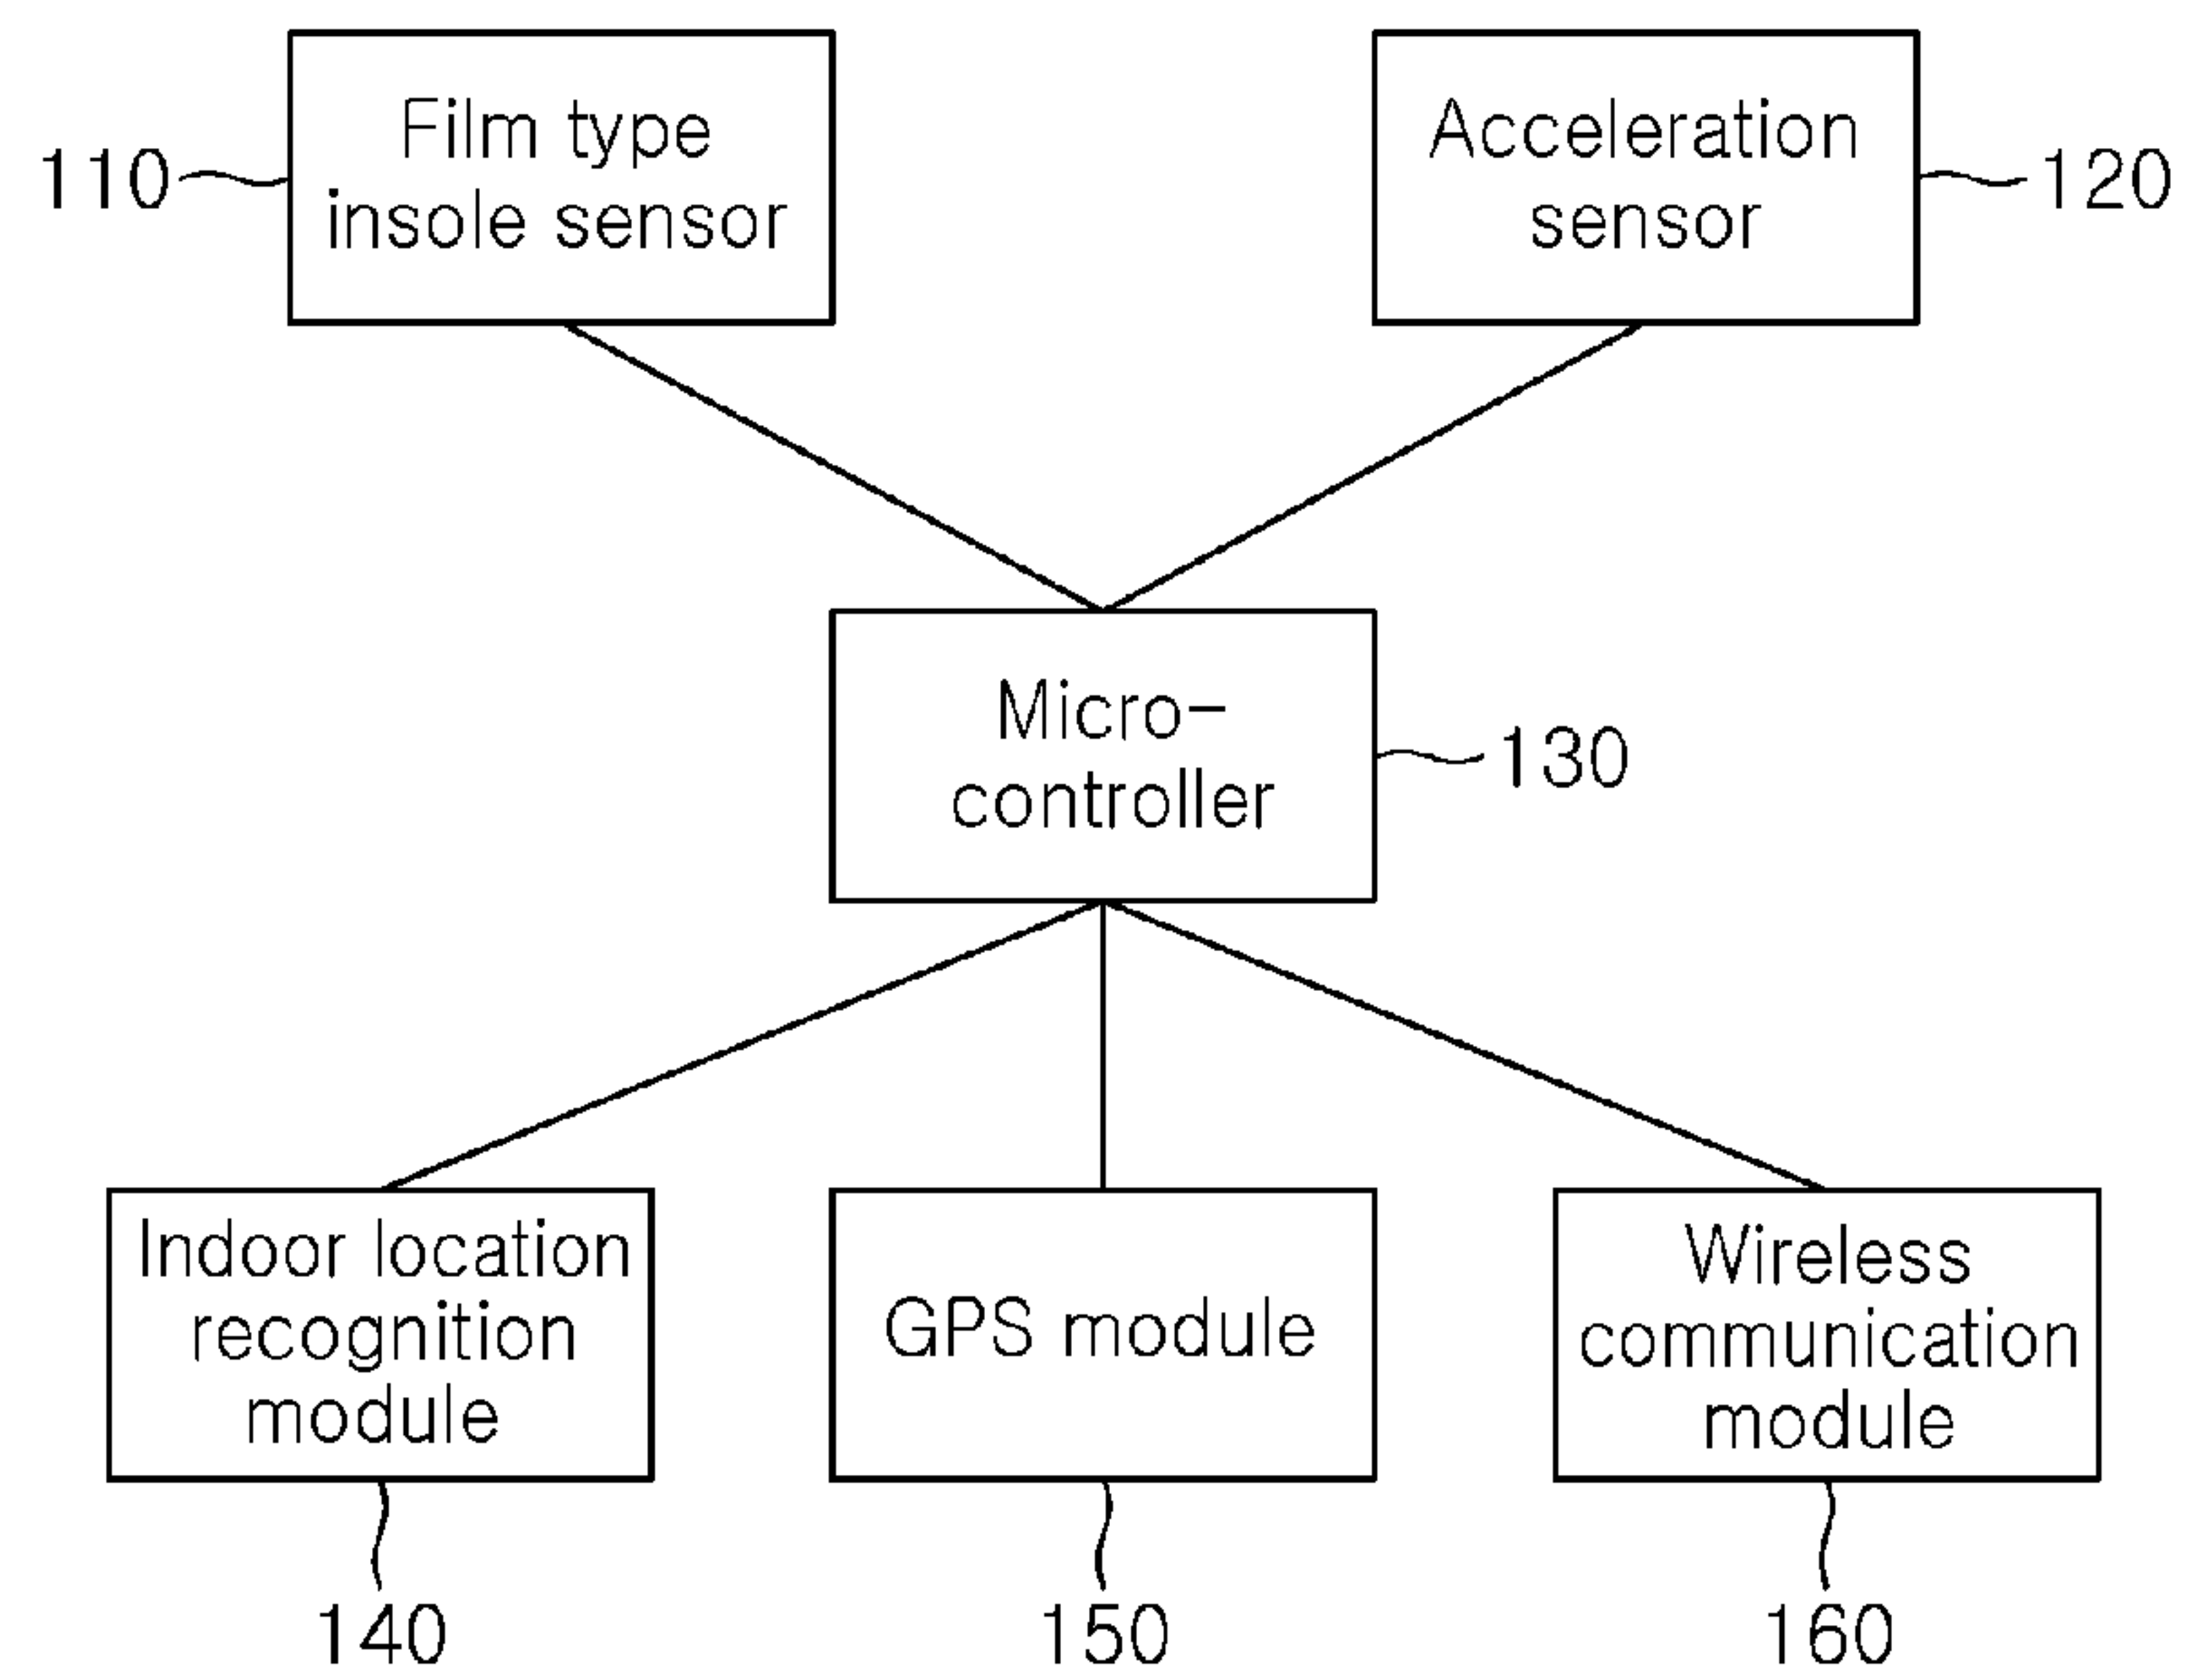 Film type
insole sensor
110
Acceleration
sensor
120
Micro-
controller
130
Indoor location
recognition
module
GPS module
Wireless
communication
module
140
150
160